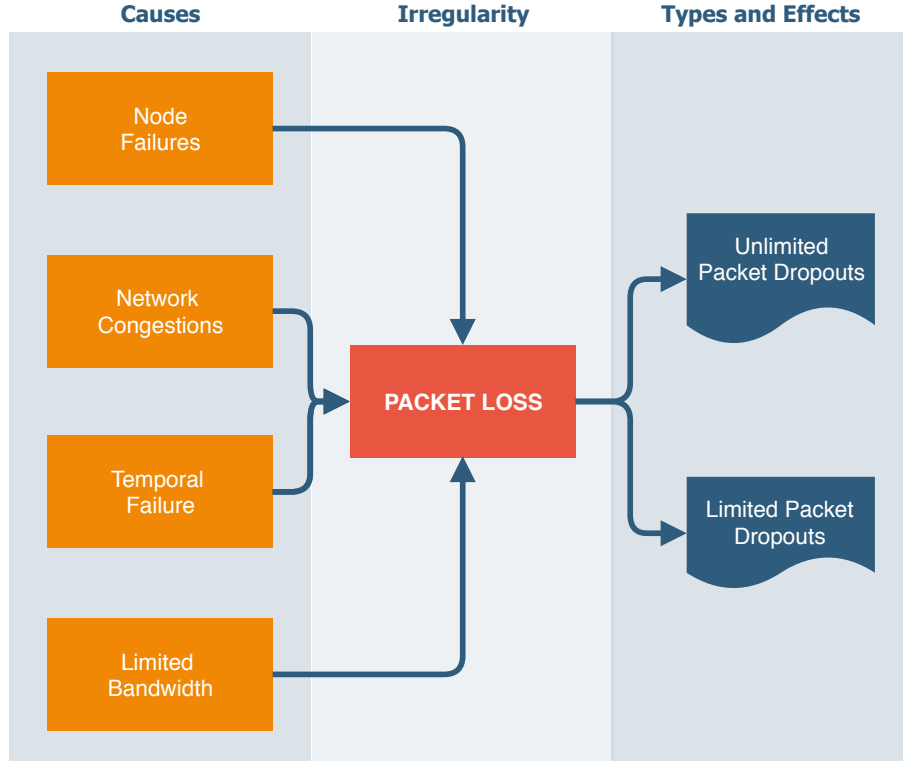 Causes
Irregularity
Types and Effects
Node
Failures
Network
Congestions
Temporal
Failure
Limited
Bandwidth
PACKET LOSS
Unlimited
Packet Dropouts
Limited Packet
Dropouts